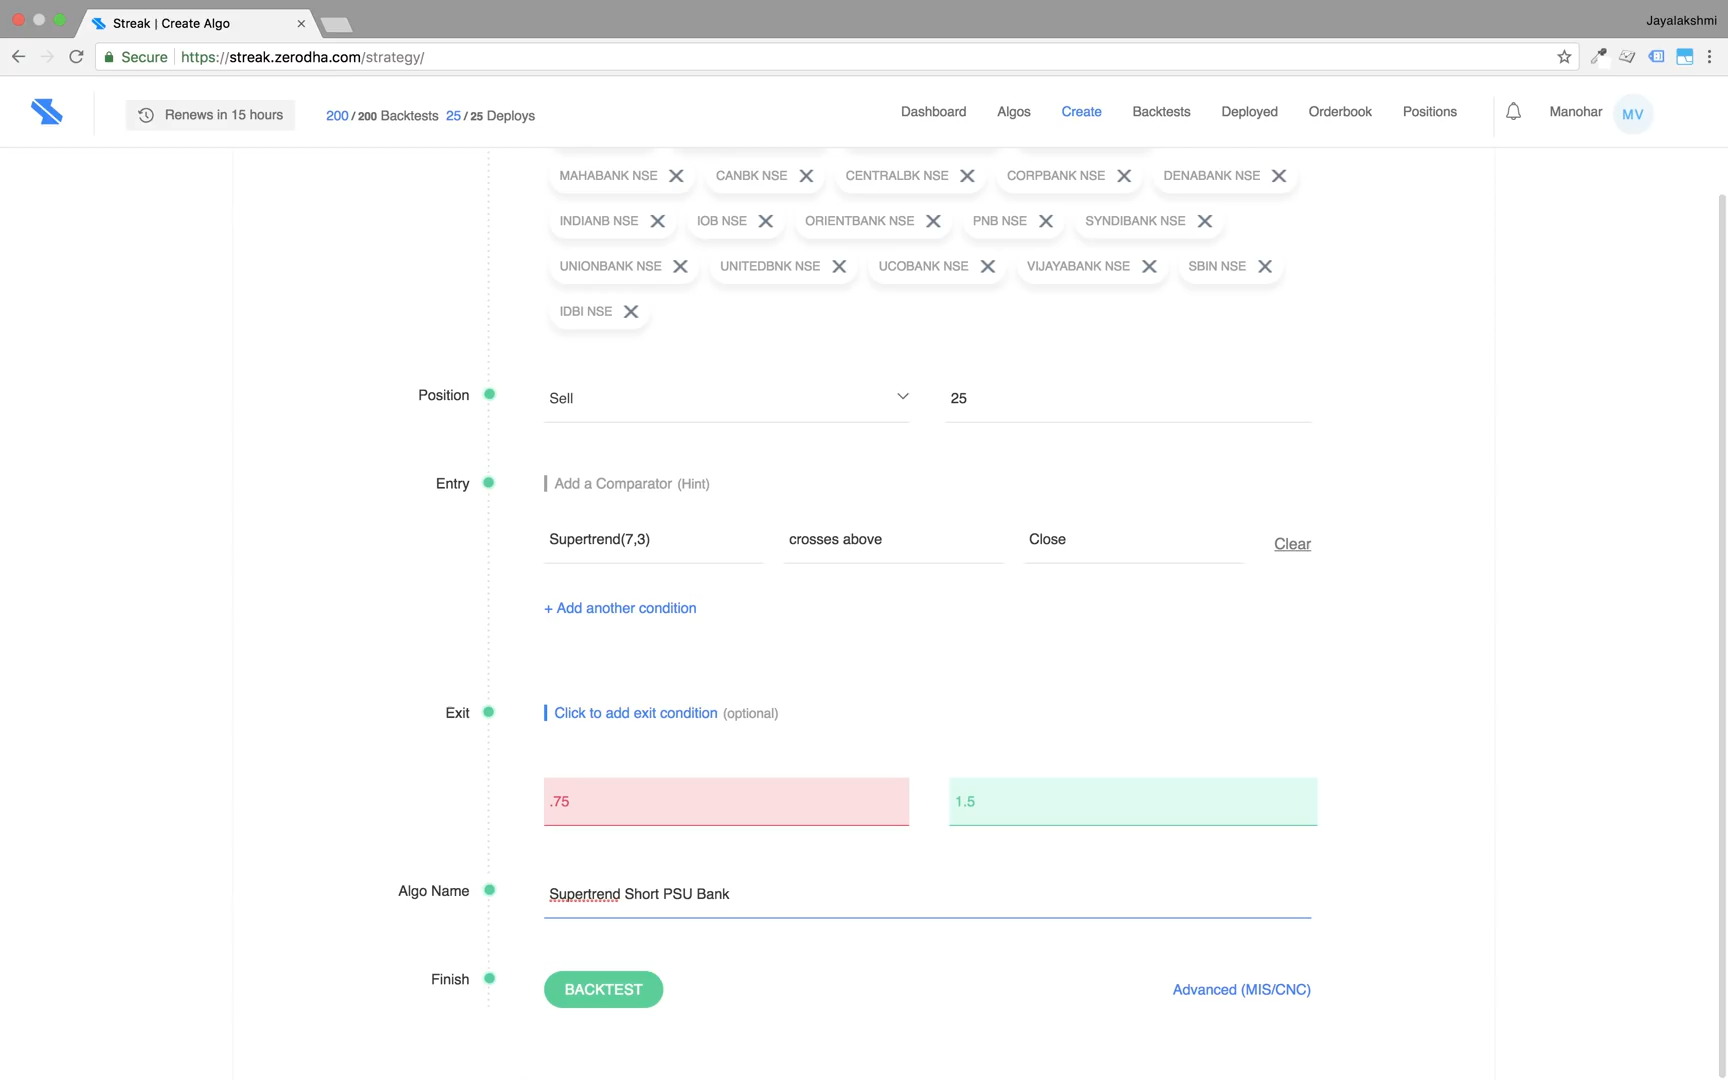 Streak | Create Algo
Jayalakshmi
Secure https://streak.zerodha.com/strategy/
Renews in 15 hours
200 / 200 Backtests 25 / 25 Deploys
Dashboard Algos Create Backtests Deployed Orderbook Positions
Manohar MV
MAHABANK NSE CANBK NSE CENTRALBK NSE CORPBANK NSE DENABANK NSE
INDIANB NSE IOB NSE ORIENTBANK NSE PNB NSE SYNDIBANK NSE
UNIONBANK NSE UNITEDBNK NSE UCOBANK NSE VIJAYABANK NSE SBIN NSE
IDBI NSE
Position Sell 25
Entry Add a Comparator (Hint)
Supertrend(7,3) crosses above Close Clear
+ Add another condition
Exit Click to add exit condition (optional)
.75 1.5
Algo Name Supertrend Short PSU Bank
Finish BACKTEST Advanced (MIS/CNC)